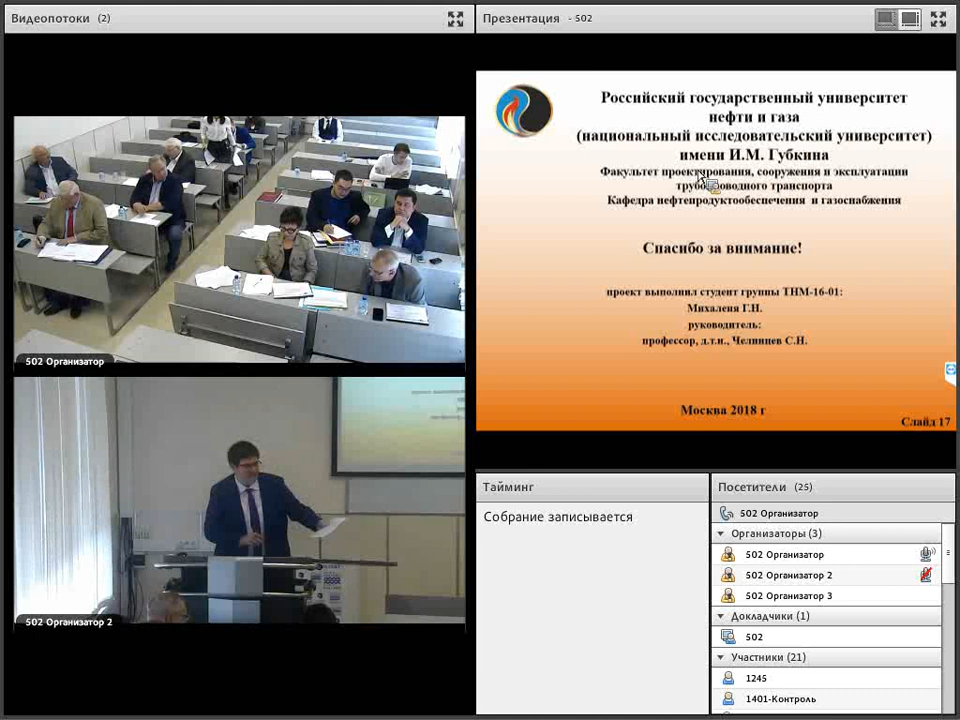 Видеопотоки (2)
502 Организатор
502 Организатор 2
Презентация - 502
Российский государственный университет
нефти и газа
(национальный исследовательский университет)
имени И.М. Губкина
Факультет проектирования, сооружения и эксплуатации
трубопроводного транспорта
Кафедра нефтепродуктообеспечения и газоснабжения
Спасибо за внимание!
проект выполнил студент группы ТНМ-16-01:
Михаленя Г.Н.
руководитель:
профессор, д.т.н., Челинцев С.Н.
Москва 2018 г
Слайд 17
Тайминг
Собрание записывается
Посетители (25)
502 Организатор
Организаторы (3)
502 Организатор
502 Организатор 2
502 Организатор 3
Докладчики (1)
502
Участники (21)
1245
1401-Контроль